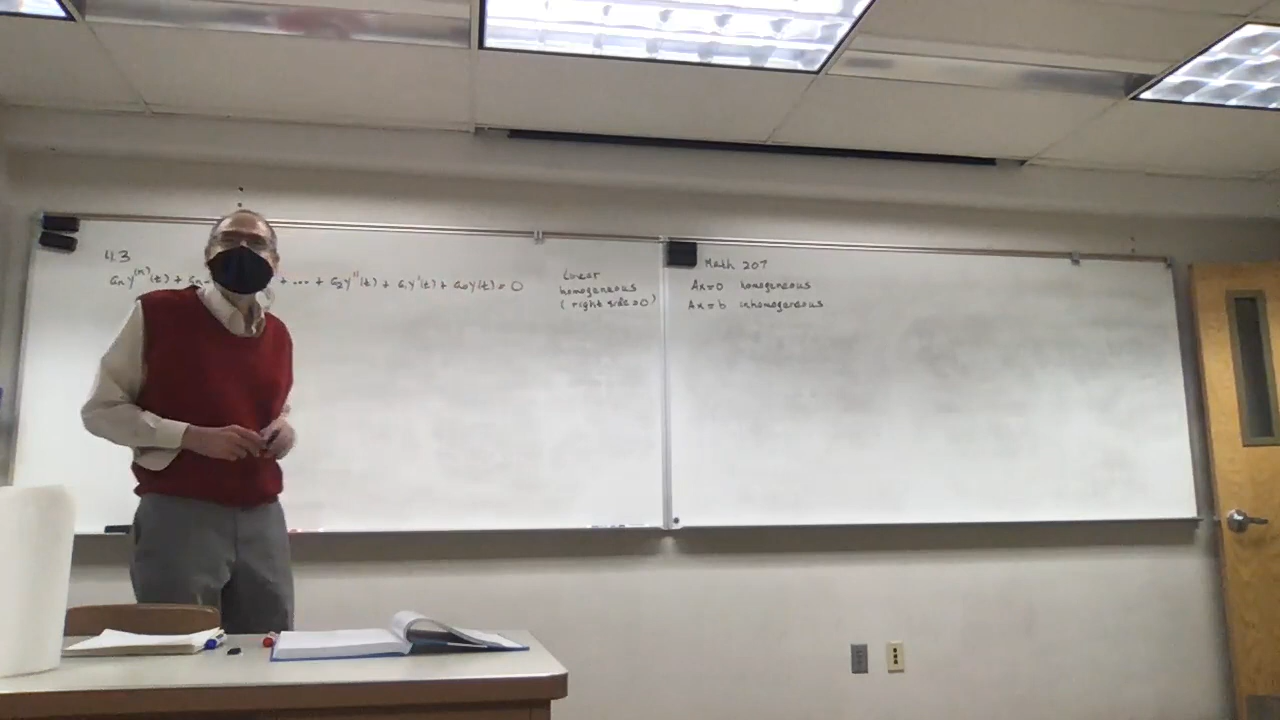 4.3
aₙy⁽ⁿ⁾(t) + aₙ₋ + ... + a₂y''(t) + a₁y'(t) + a₀y(t) = 0
Linear
homogeneous
(right side = 0)
Math 207
Ax=0 homogeneous
Ax=b inhomogeneous